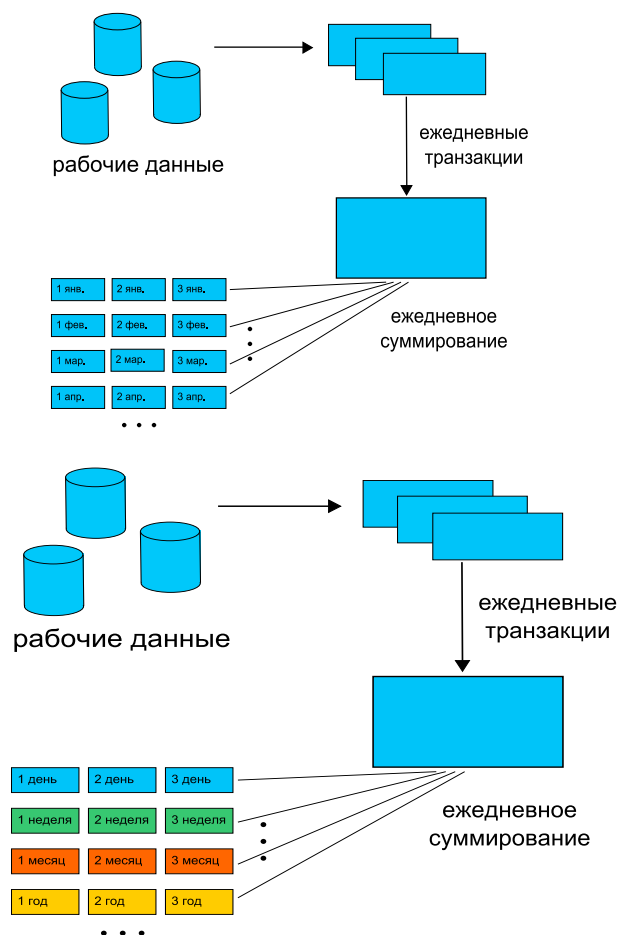 рабочие данные
ежедневные
транзакции
1 янв. 2 янв. 3 янв.
1 фев. 2 фев. 3 фев.
1 мар. 2 мар. 3 мар.
1 апр. 2 апр. 3 апр.
ежедневное
суммирование
рабочие данные
ежедневные
транзакции
1 день 2 день 3 день
1 неделя 2 неделя 3 неделя
1 месяц 2 месяц 3 месяц
1 год 2 год 3 год
ежедневное
суммирование